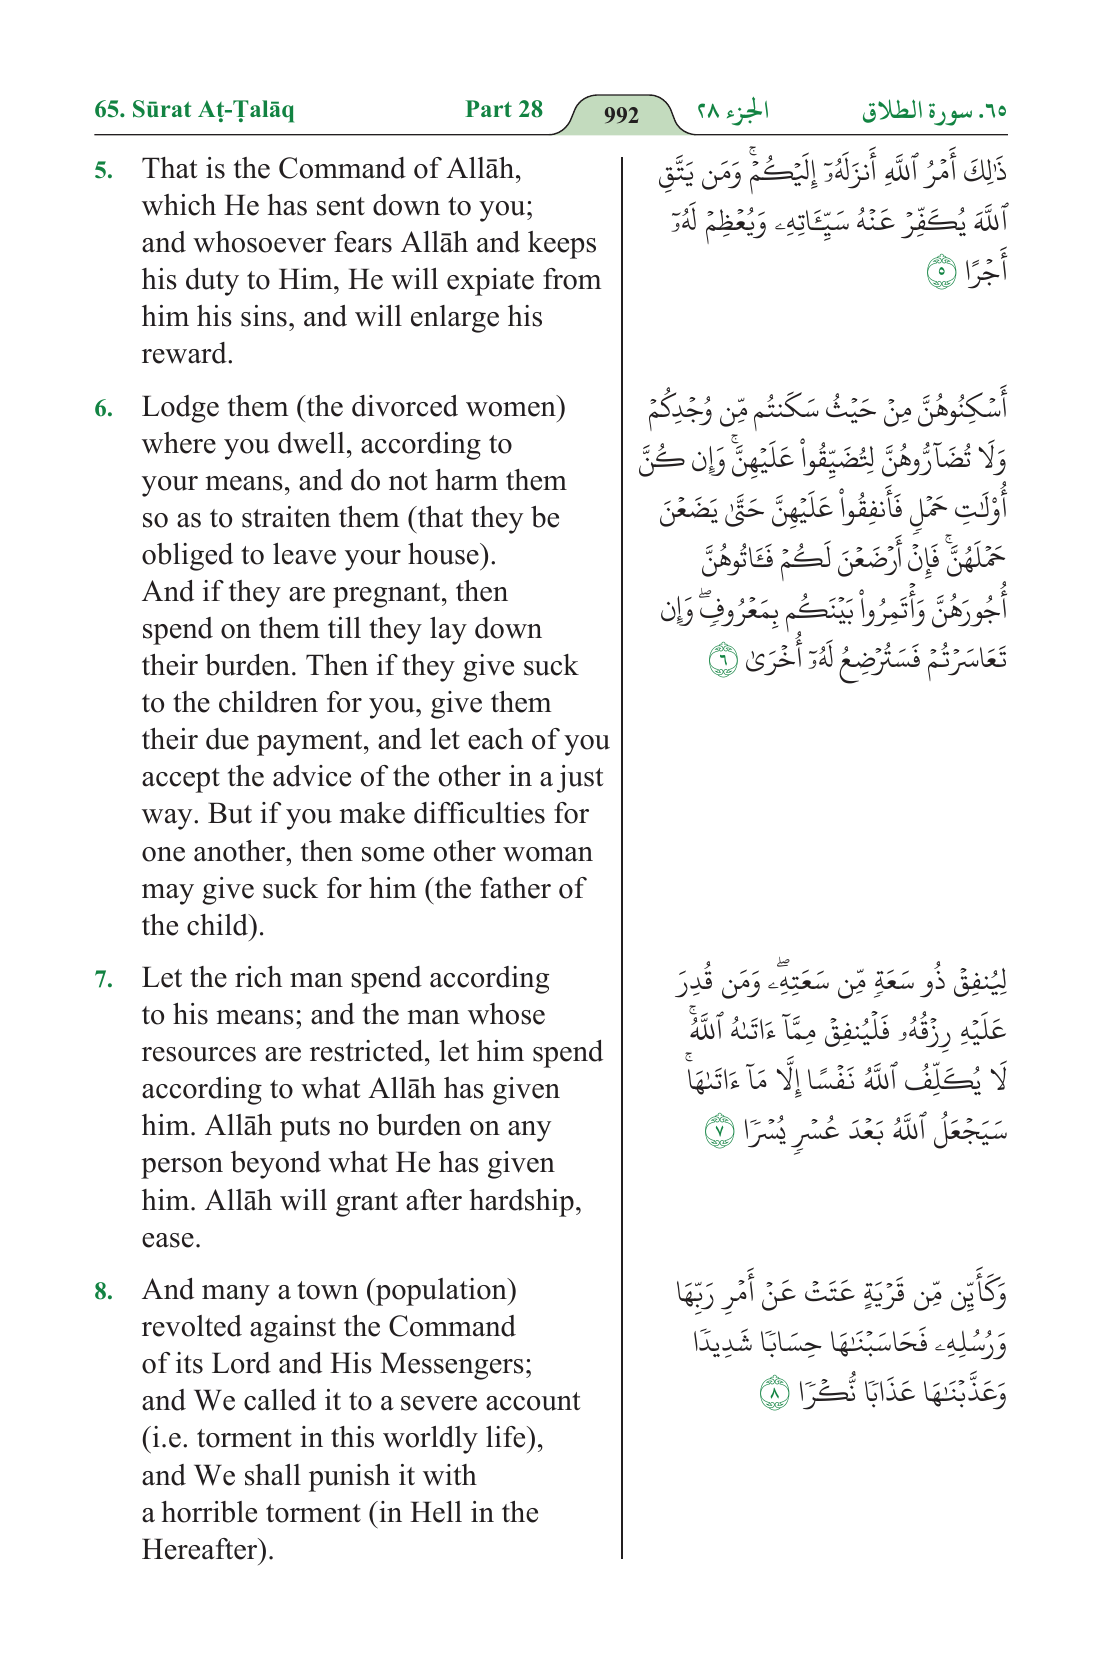 65. Sūrat Aṭ-Ṭalāq
Part 28
992
الجزء ٢٨
٦٥. سورة الطلاق
5. That is the Command of Allāh,
which He has sent down to you;
and whosoever fears Allāh and keeps
his duty to Him, He will expiate from
him his sins, and will enlarge his
reward.
ذَٰلِكَ أَمْرُ ٱللَّهِ أَنزَلَهُۥٓ إِلَيْكُمْ ۚ وَمَن يَتَّقِ
ٱللَّهَ يُكَفِّرْ عَنْهُ سَيِّـَٔاتِهِۦ وَيُعْظِمْ لَهُۥٓ
أَجْرًا ٥
6. Lodge them (the divorced women)
where you dwell, according to
your means, and do not harm them
so as to straiten them (that they be
obliged to leave your house).
And if they are pregnant, then
spend on them till they lay down
their burden. Then if they give suck
to the children for you, give them
their due payment, and let each of you
accept the advice of the other in a just
way. But if you make difficulties for
one another, then some other woman
may give suck for him (the father of
the child).
أَسْكِنُوهُنَّ مِنْ حَيْثُ سَكَنتُم مِّن وُجْدِكُمْ
وَلَا تُضَآرُّوهُنَّ لِتُضَيِّقُوا۟ عَلَيْهِنَّ ۚ وَإِن كُنَّ
أُو۟لَـٰتِ حَمْلٍ فَأَنفِقُوا۟ عَلَيْهِنَّ حَتَّىٰ يَضَعْنَ
حَمْلَهُنَّ ۚ فَإِنْ أَرْضَعْنَ لَكُمْ فَـَٔاتُوهُنَّ
أُجُورَهُنَّ وَأْتَمِرُوا۟ بَيْنَكُم بِمَعْرُوفٍ ۖ وَإِن
تَعَاسَرْتُمْ فَسَتُرْضِعُ لَهُۥٓ أُخْرَىٰ ٦
7. Let the rich man spend according
to his means; and the man whose
resources are restricted, let him spend
according to what Allāh has given
him. Allāh puts no burden on any
person beyond what He has given
him. Allāh will grant after hardship,
ease.
لِيُنفِقْ ذُو سَعَةٍ مِّن سَعَتِهِۦ ۖ وَمَن قُدِرَ
عَلَيْهِ رِزْقُهُۥ فَلْيُنفِقْ مِمَّآ ءَاتَىٰهُ ٱللَّهُ ۚ
لَا يُكَلِّفُ ٱللَّهُ نَفْسًا إِلَّا مَآ ءَاتَىٰهَا ۚ
سَيَجْعَلُ ٱللَّهُ بَعْدَ عُسْرٍ يُسْرًا ٧
8. And many a town (population)
revolted against the Command
of its Lord and His Messengers;
and We called it to a severe account
(i.e. torment in this worldly life),
and We shall punish it with
a horrible torment (in Hell in the
Hereafter).
وَكَأَيِّن مِّن قَرْيَةٍ عَتَتْ عَنْ أَمْرِ رَبِّهَا
وَرُسُلِهِۦ فَحَاسَبْنَـٰهَا حِسَابًا شَدِيدًا
وَعَذَّبْنَـٰهَا عَذَابًا نُّكْرًا ٨